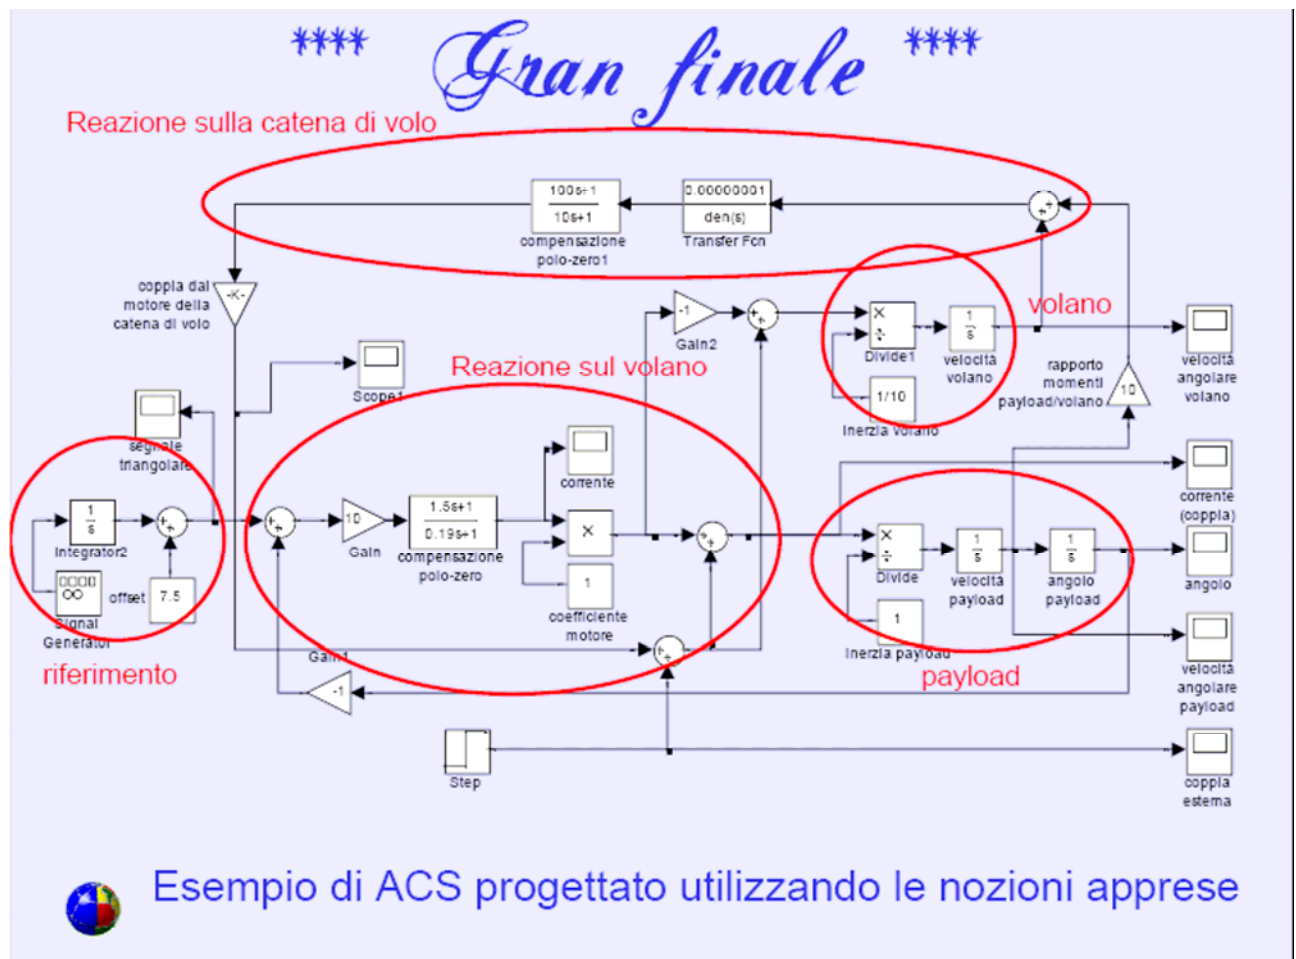 **** Gran finale ****
Reazione sulla catena di volo
100s+1
10s+1
compensazione
polo-zero1
0.00000001
den(s)
Transfer Fcn
++
coppia dal
motore della
catena di volo
-K-
-1
Gain2
++
×
÷
Divide1
1
s
velocità
volano
volano
velocità
angolare
volano
1/10
Inerzia volano
rapporto
momenti
payload/volano
10
Reazione sul volano
Scope1
segnale
triangolare
corrente
corrente
(coppia)
1
s
Integrator2
++
++
10
Gain
1.5s+1
0.19s+1
compensazione
polo-zero
×
1
coefficiente
motore
++
×
÷
Divide
1
s
velocità
payload
1
s
angolo
payload
angolo
Signal
Generator
offset
7.5
1
Inerzia payload
riferimento
Gain1
-1
++
payload
velocità
angolare
payload
Step
coppia
esterna
Esempio di ACS progettato utilizzando le nozioni apprese